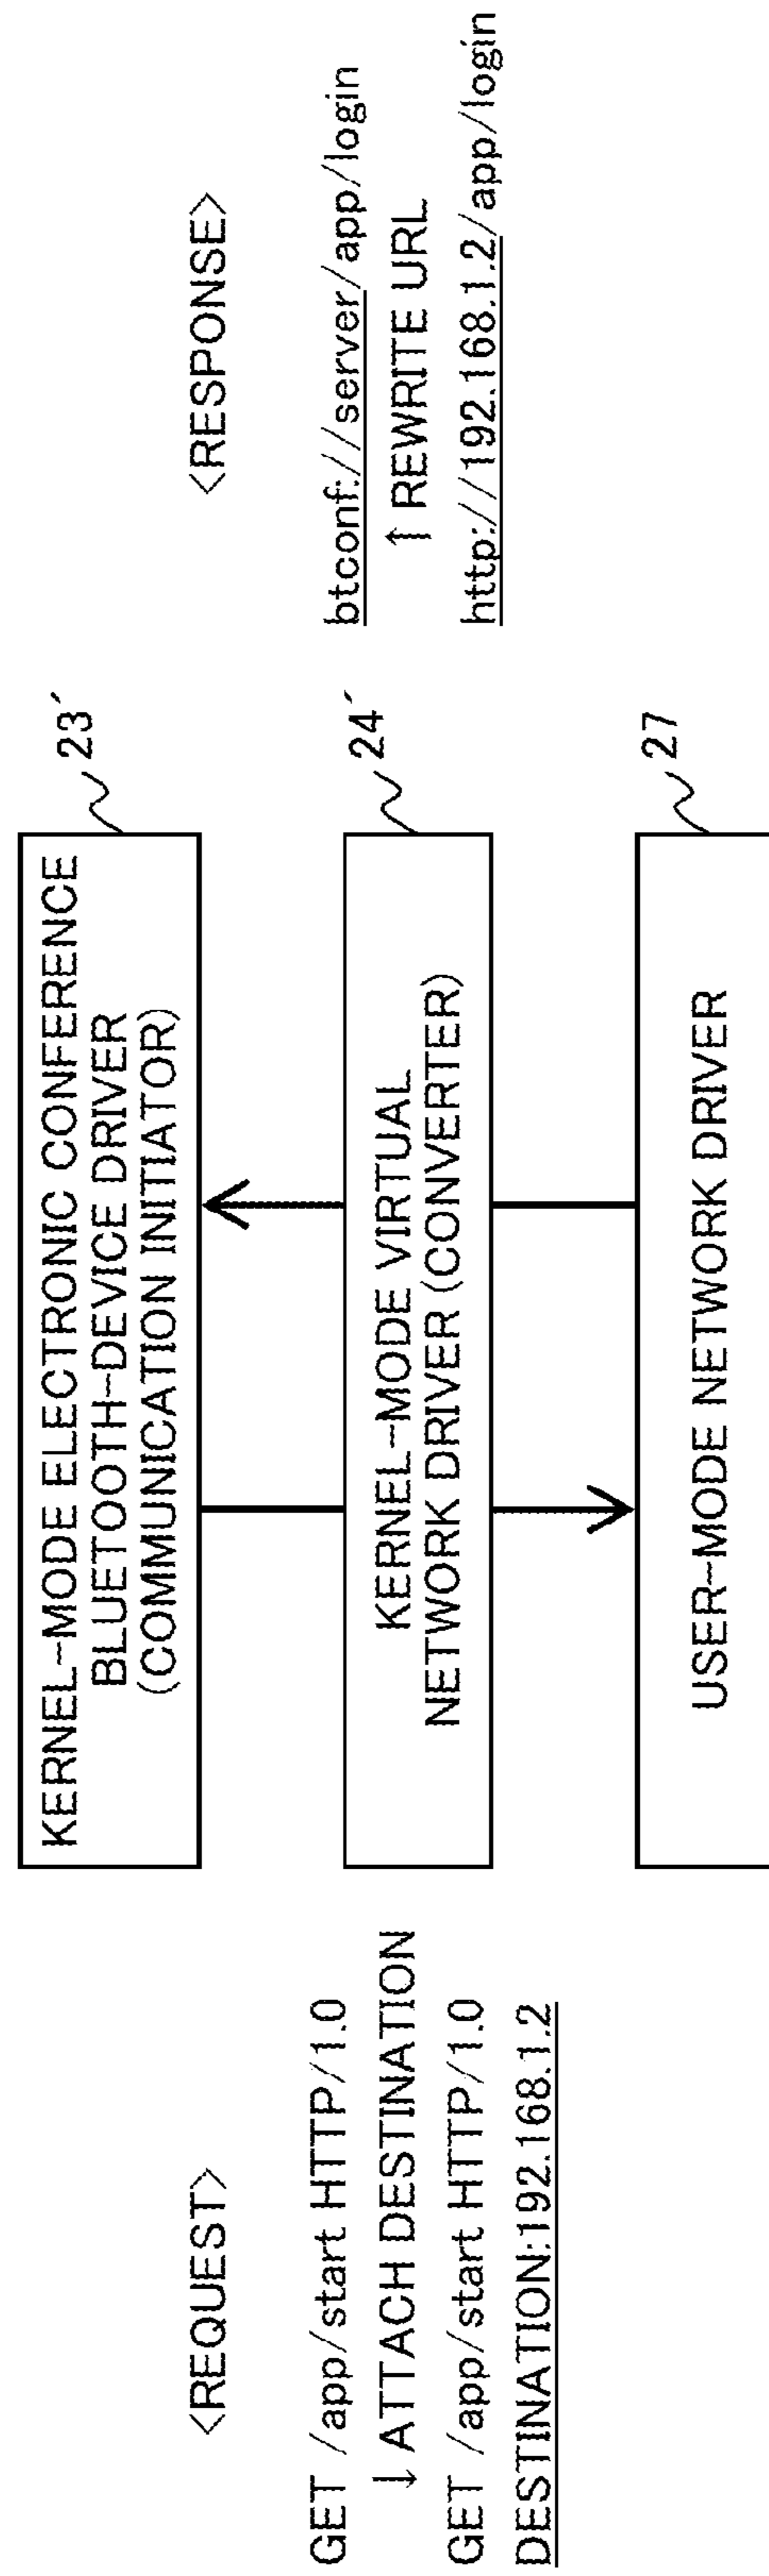 <REQUEST>
GET /app/start HTTP/1.0
↓ ATTACH DESTINATION
GET /app/start HTTP/1.0
DESTINATION:192.168.1.2
KERNEL-MODE ELECTRONIC CONFERENCE
BLUETOOTH-DEVICE DRIVER
(COMMUNICATION INITIATOR)
23´
KERNEL-MODE VIRTUAL
NETWORK DRIVER (CONVERTER)
24´
USER-MODE NETWORK DRIVER
27
<RESPONSE>
btconf://server/app/login
↑ REWRITE URL
http://192.168.1.2/app/login